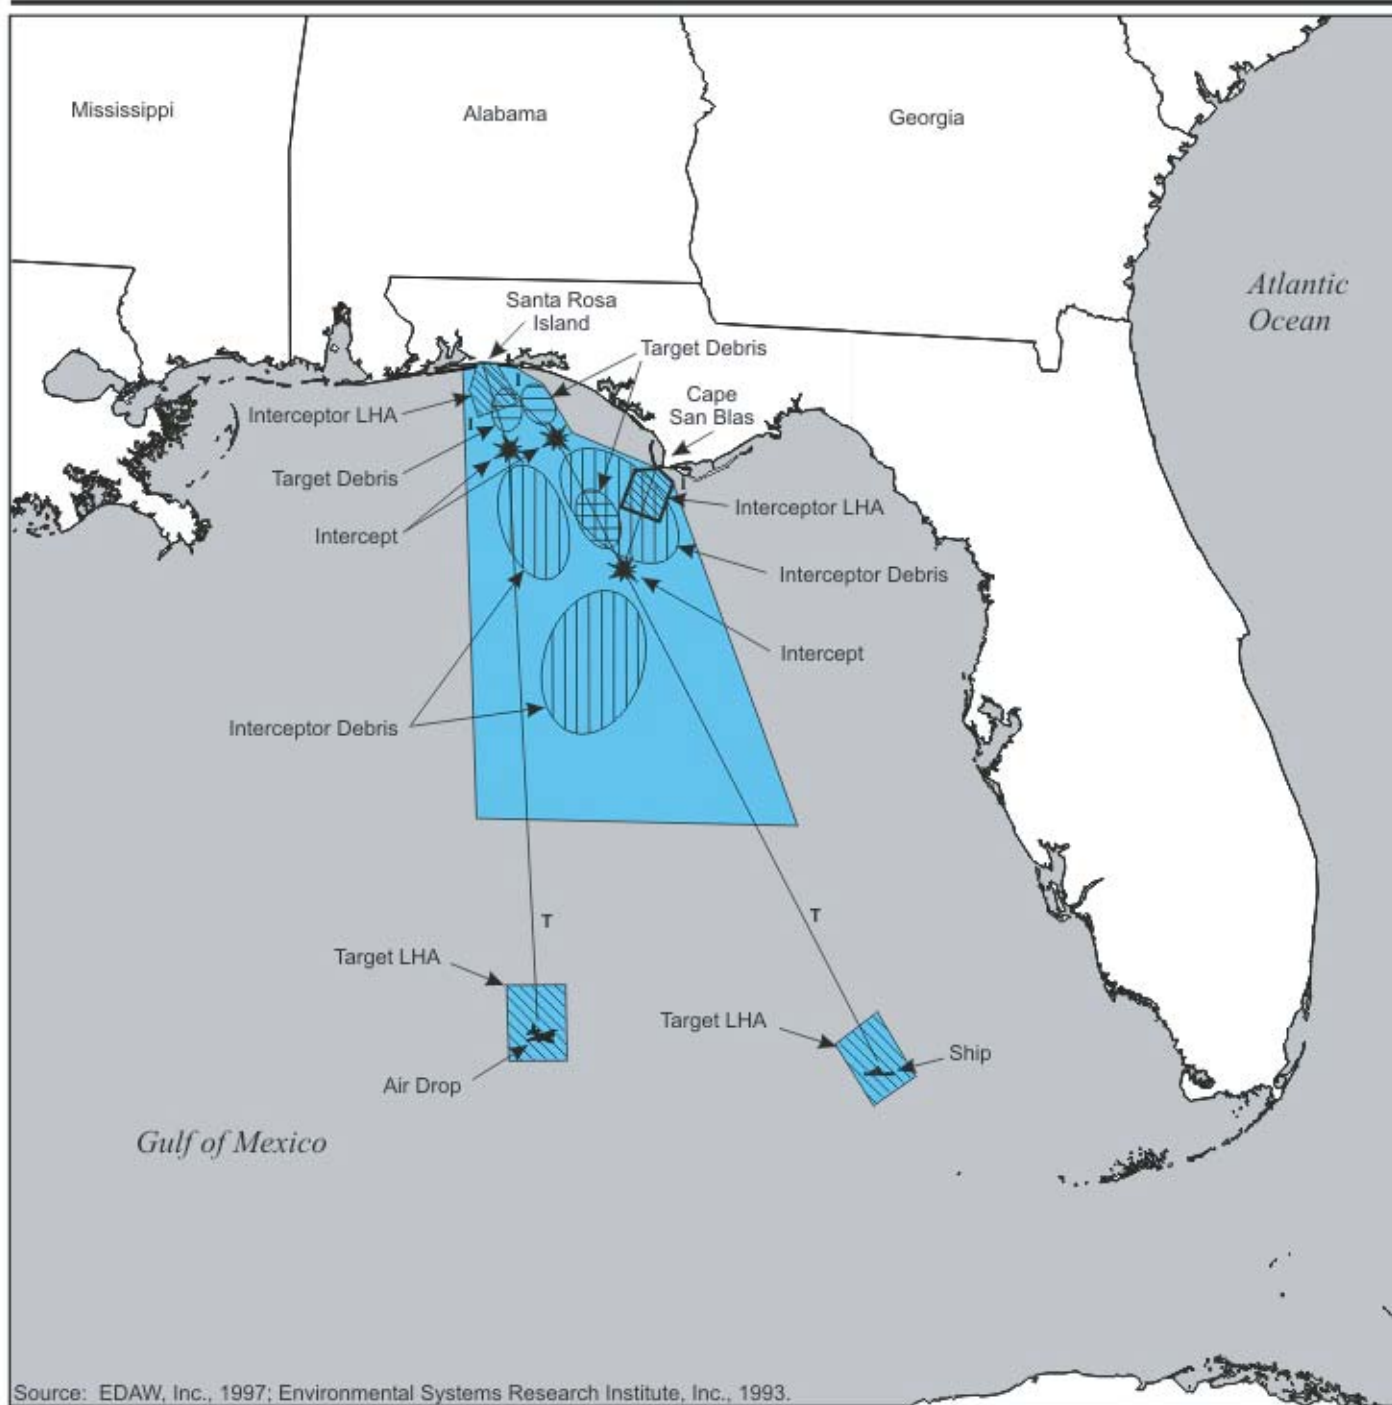 Mississippi
Alabama
Georgia
Atlantic
Ocean
Santa Rosa
Island
Target Debris
Cape
San Blas
I
Interceptor LHA
I
Target Debris
I
Interceptor LHA
Intercept
Interceptor Debris
Intercept
Interceptor Debris
T
T
Target LHA
Target LHA
Ship
Air Drop
Gulf of Mexico
Source: EDAW, Inc., 1997; Environmental Systems Research Institute, Inc., 1993.